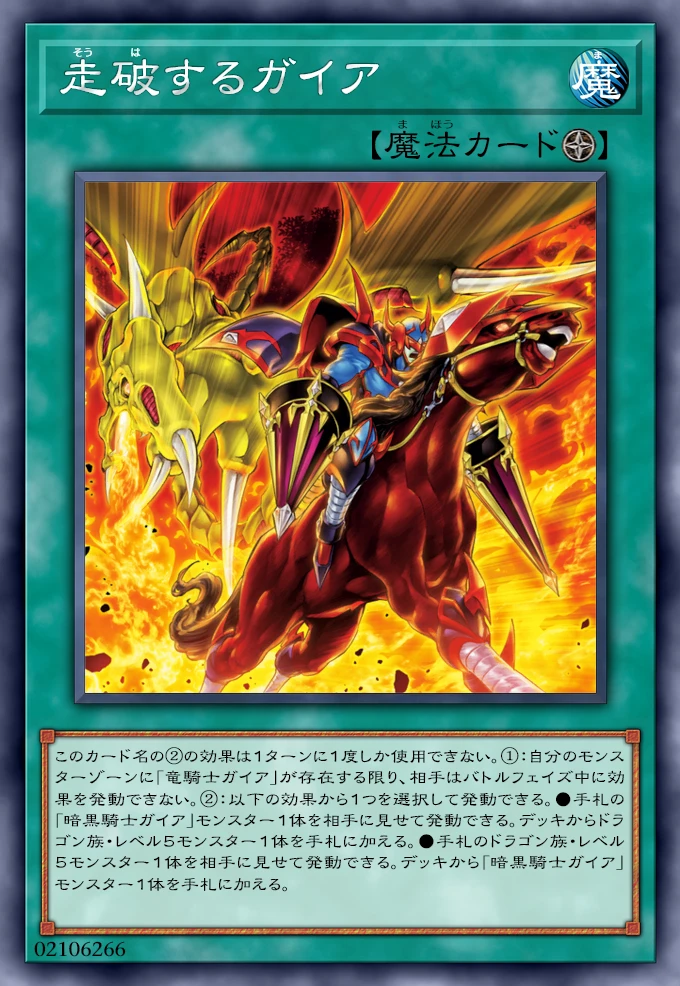 走破するガイア
そうは
魔
ま
【魔法カード】
まほう
このカード名の②の効果は1ターンに1度しか使用できない。①:自分のモンス
ターゾーンに「竜騎士ガイア」が存在する限り、相手はバトルフェイズ中に効
果を発動できない。②:以下の効果から1つを選択して発動できる。●手札の
「暗黒騎士ガイア」モンスター1体を相手に見せて発動できる。デッキからドラ
ゴン族・レベル5モンスター1体を手札に加える。●手札のドラゴン族・レベル
5モンスター1体を相手に見せて発動できる。デッキから「暗黒騎士ガイア」
モンスター1体を手札に加える。
02106266